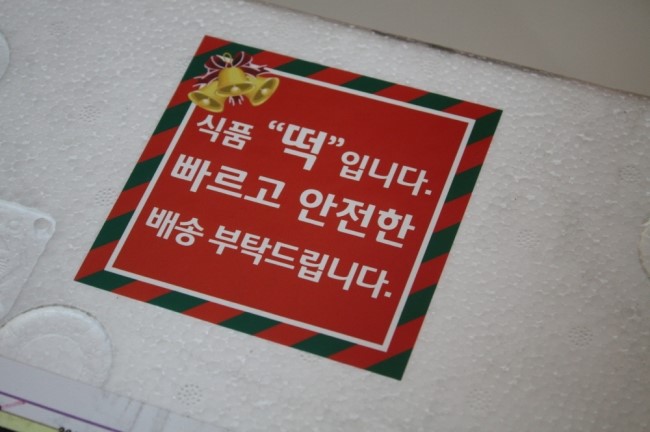 식품 “떡”입니다.
빠르고 안전한
배송 부탁드립니다.